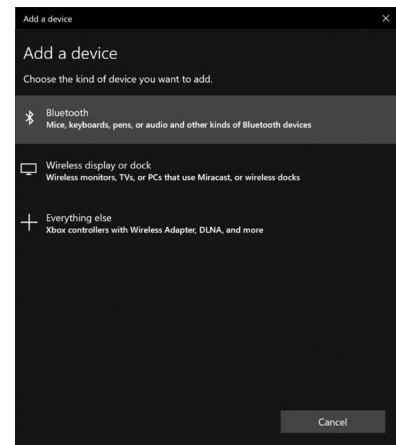 Add a device
Add a device
Choose the kind of device you want to add.
Bluetooth
Mice, keyboards, pens, or audio and other kinds of Bluetooth devices
Wireless display or dock
Wireless monitors, TVs, or PCs that use Miracast, or wireless docks
Everything else
Xbox controllers with Wireless Adapter, DLNA, and more
Cancel